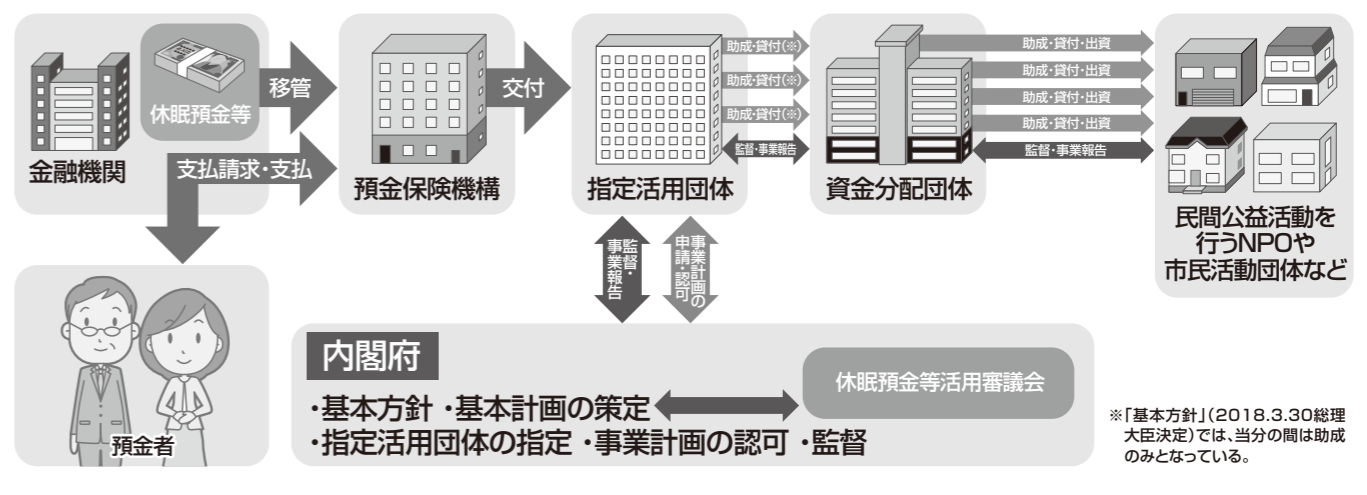 休眠預金等
金融機関
移管
支払請求・支払
預金保険機構
交付
指定活用団体
助成・貸付(※)
助成・貸付(※)
助成・貸付(※)
監督・事業報告
資金分配団体
助成・貸付・出資
助成・貸付・出資
助成・貸付・出資
助成・貸付・出資
監督・事業報告
民間公益活動を
行うNPOや
市民活動団体など
監督・
事業報告
事業計画の
申請・認可
預金者
内閣府
・基本方針 ・基本計画の策定
・指定活用団体の指定 ・事業計画の認可 ・監督
休眠預金等活用審議会
※「基本方針」(2018.3.30総理
大臣決定)では、当分の間は助成
のみとなっている。